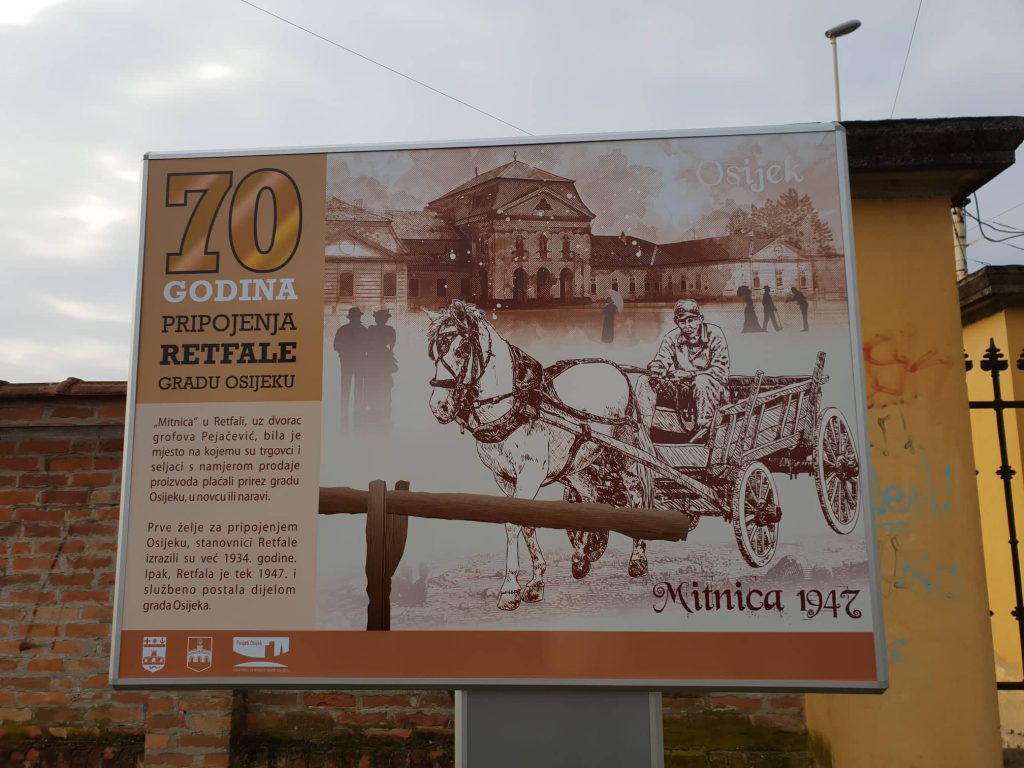 70
GODINA
PRIPOJENJA
RETFALE
GRADU OSIJEKU
„Mitnica“ u Retfali, uz dvorac
grofova Pejačević, bila je
mjesto na kojemu su trgovci i
seljaci s namjerom prodaje
proizvoda plaćali prirez gradu
Osijeku, u novcu ili naravi.
Prve želje za pripojenjem
Osijeku, stanovnici Retfale
izrazili su već 1934. godine.
Ipak, Retfala je tek 1947. i
službeno postala dijelom
grada Osijeka.
Osijek
Mitnica 1947
Posjeti Osijek